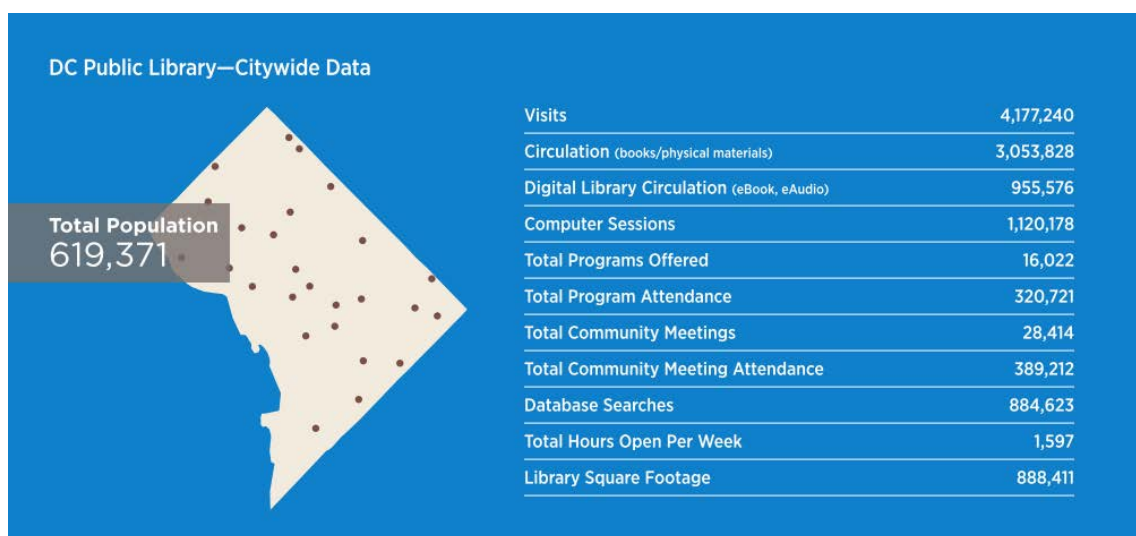 DC Public Library—Citywide Data
Total Population
619,371
Visits 4,177,240
Circulation (books/physical materials) 3,053,828
Digital Library Circulation (eBook, eAudio) 955,576
Computer Sessions 1,120,178
Total Programs Offered 16,022
Total Program Attendance 320,721
Total Community Meetings 28,414
Total Community Meeting Attendance 389,212
Database Searches 884,623
Total Hours Open Per Week 1,597
Library Square Footage 888,411